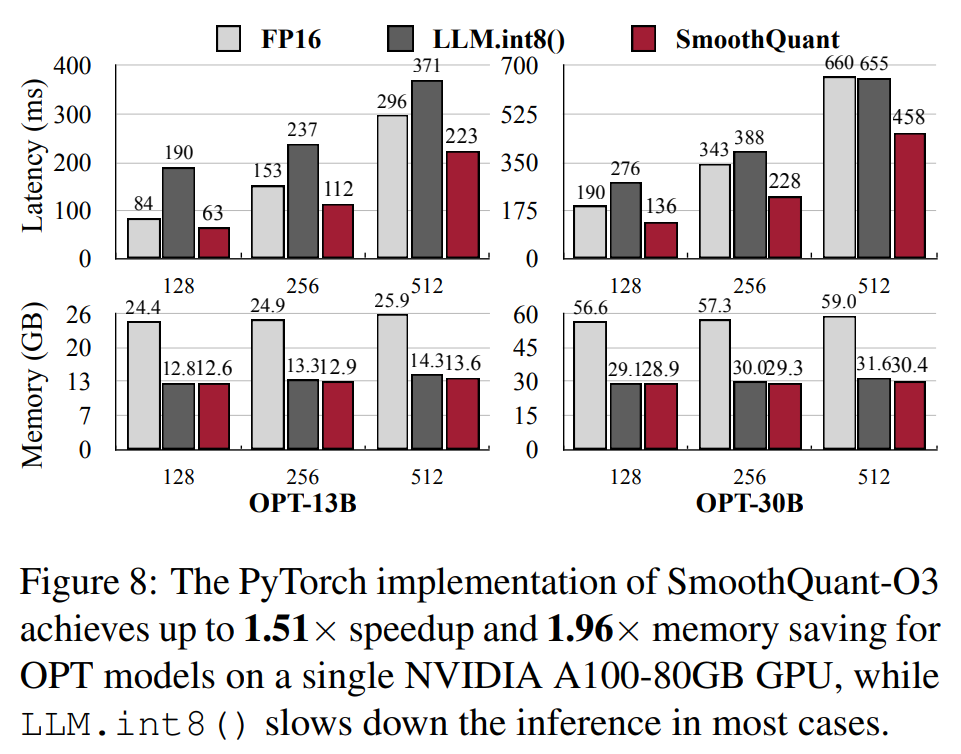 FP16 LLM.int8() SmoothQuant
Latency (ms)
400
300
200
100
0
84 190 63
153 237 112
296 371 223
128 256 512
700
525
350
175
0
190 276 136
343 388 228
660 655 458
128 256 512
Memory (GB)
26
20
13
7
0
24.4 12.8 12.6
24.9 13.3 12.9
25.9 14.3 13.6
128 256 512
OPT-13B
60
45
30
15
0
56.6 29.1 28.9
57.3 30.0 29.3
59.0 31.6 30.4
128 256 512
OPT-30B
Figure 8: The PyTorch implementation of SmoothQuant-O3
achieves up to 1.51× speedup and 1.96× memory saving for
OPT models on a single NVIDIA A100-80GB GPU, while
LLM.int8() slows down the inference in most cases.